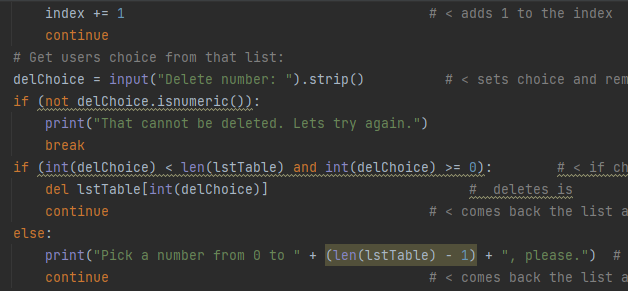 index += 1 # < adds 1 to the index
continue
# Get users choice from that list:
delChoice = input("Delete number: ").strip() # < sets choice and rem
if (not delChoice.isnumeric()):
print("That cannot be deleted. Lets try again.")
break
if (int(delChoice) < len(lstTable) and int(delChoice) >= 0): # < if ch
del lstTable[int(delChoice)] # deletes is
continue # < comes back the list a
else:
print("Pick a number from 0 to " + (len(lstTable) - 1) + ", please.") #
continue # < comes back the list a